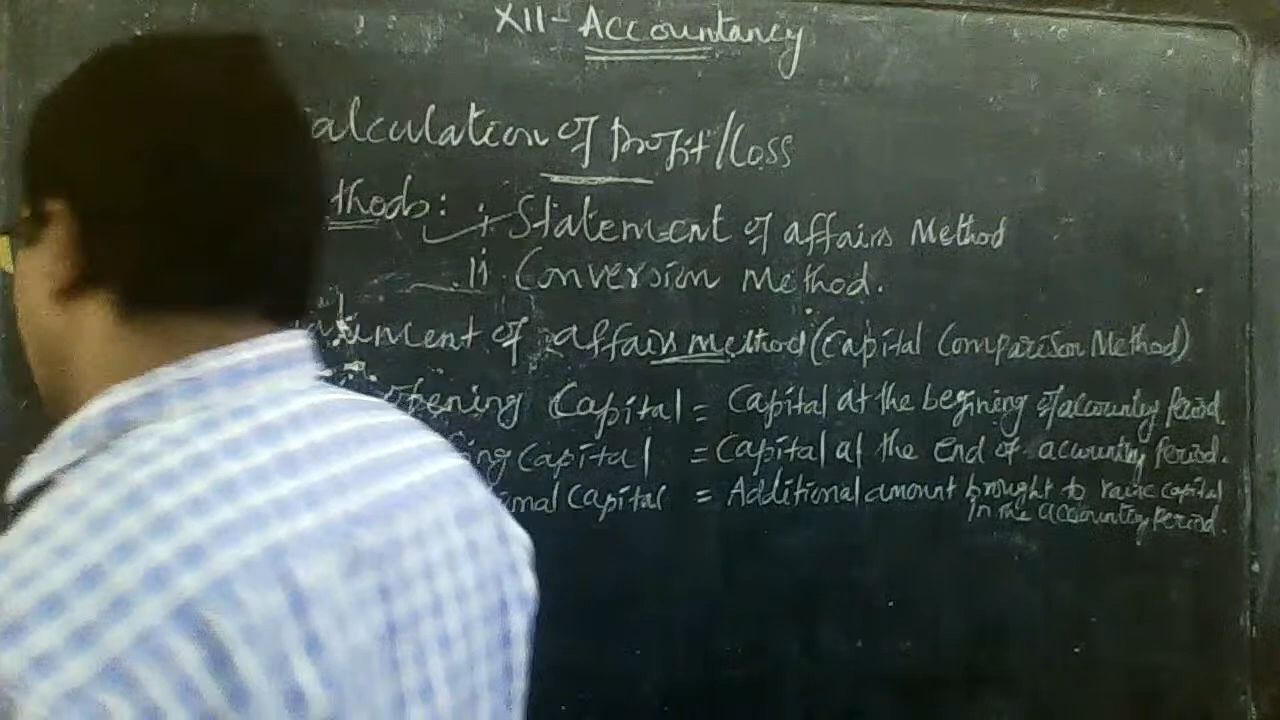 XII - Accountancy
alculation of profit/Loss
thods: i Statement of affairs Method
ii Conversion Method.
atement of affairs method (Capital Comparison Method)
opening Capital = Capital at the begining of accounting period.
ing Capital = Capital at the end of accounting period.
onal Capital = Additional amount brought to raise capital
in the accounting period.